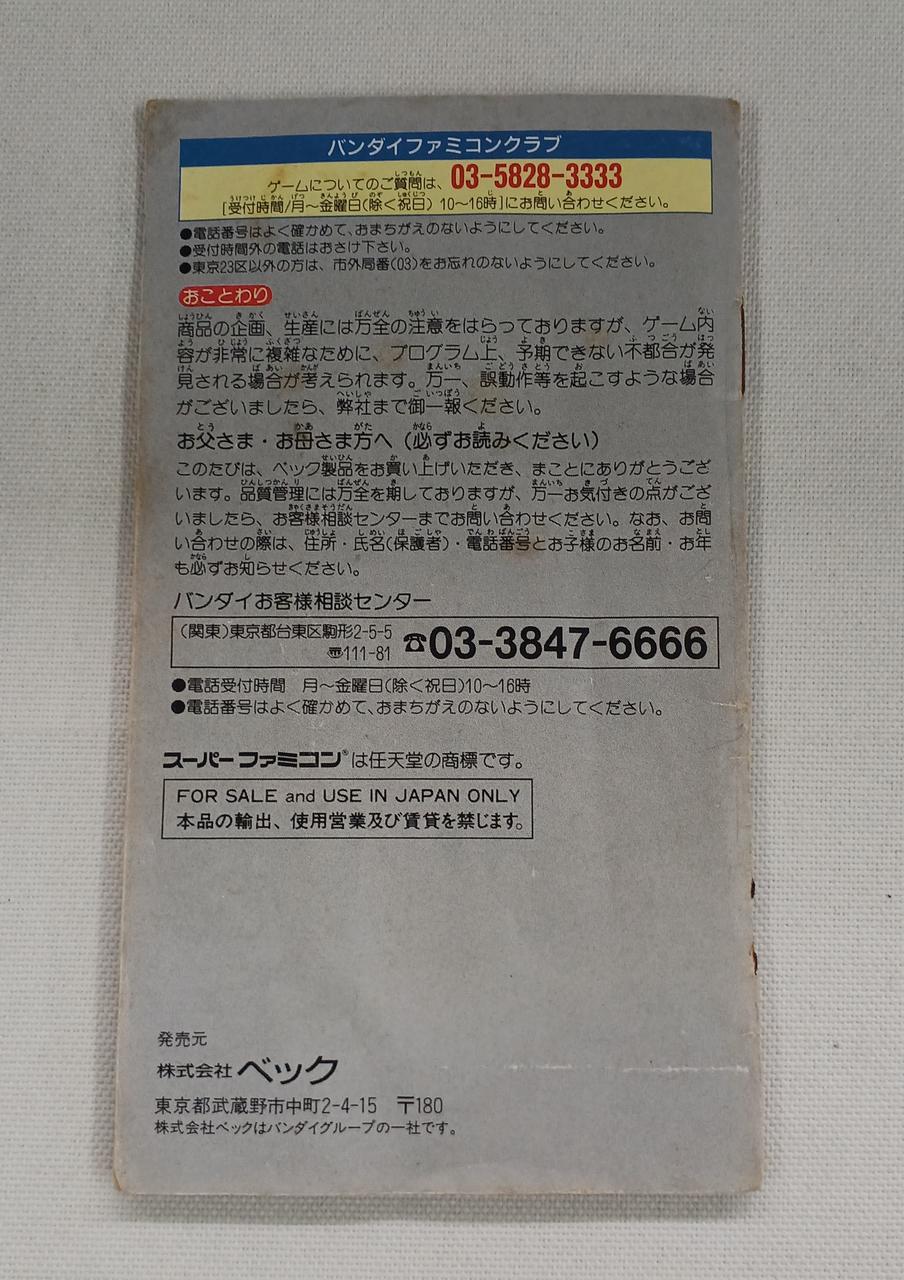 バンダイファミコンクラブ
ゲームについてのご質問は、03-5828-3333
[受付時間/月～金曜日(除く祝日) 10～16時]にお問い合わせください。
●電話番号はよく確かめて、おまちがえのないようにしてください。
●受付時間外の電話はおさけ下さい。
●東京23区以外の方は、市外局番(03)をお忘れのないようにしてください。
おことわり
商品の企画、生産には万全の注意をはらっておりますが、ゲーム内
容が非常に複雑なために、プログラム上、予期できない不都合が発
見される場合が考えられます。万一、誤動作等を起こすような場合
がございましたら、弊社まで御一報ください。
お父さま・お母さま方へ（必ずお読みください）
このたびは、ベック製品をお買い上げいただき、まことにありがとうござ
います。品質管理には万全を期しておりますが、万一お気付きの点がござ
いましたら、お客様相談センターまでお問い合わせください。なお、お問
い合わせの際は、住所・氏名(保護者)・電話番号とお子様のお名前・お年
も必ずお知らせください。
バンダイお客様相談センター
(関東)東京都台東区駒形2-5-5
〠111-81
☎03-3847-6666
●電話受付時間 月～金曜日(除く祝日)10～16時
●電話番号はよく確かめて、おまちがえのないようにしてください。
スーパーファミコン®は任天堂の商標です。
FOR SALE and USE IN JAPAN ONLY
本品の輸出、使用営業及び賃貸を禁じます。
発売元
株式会社ベック
東京都武蔵野市中町2-4-15 〒180
株式会社ベックはバンダイグループの一社です。